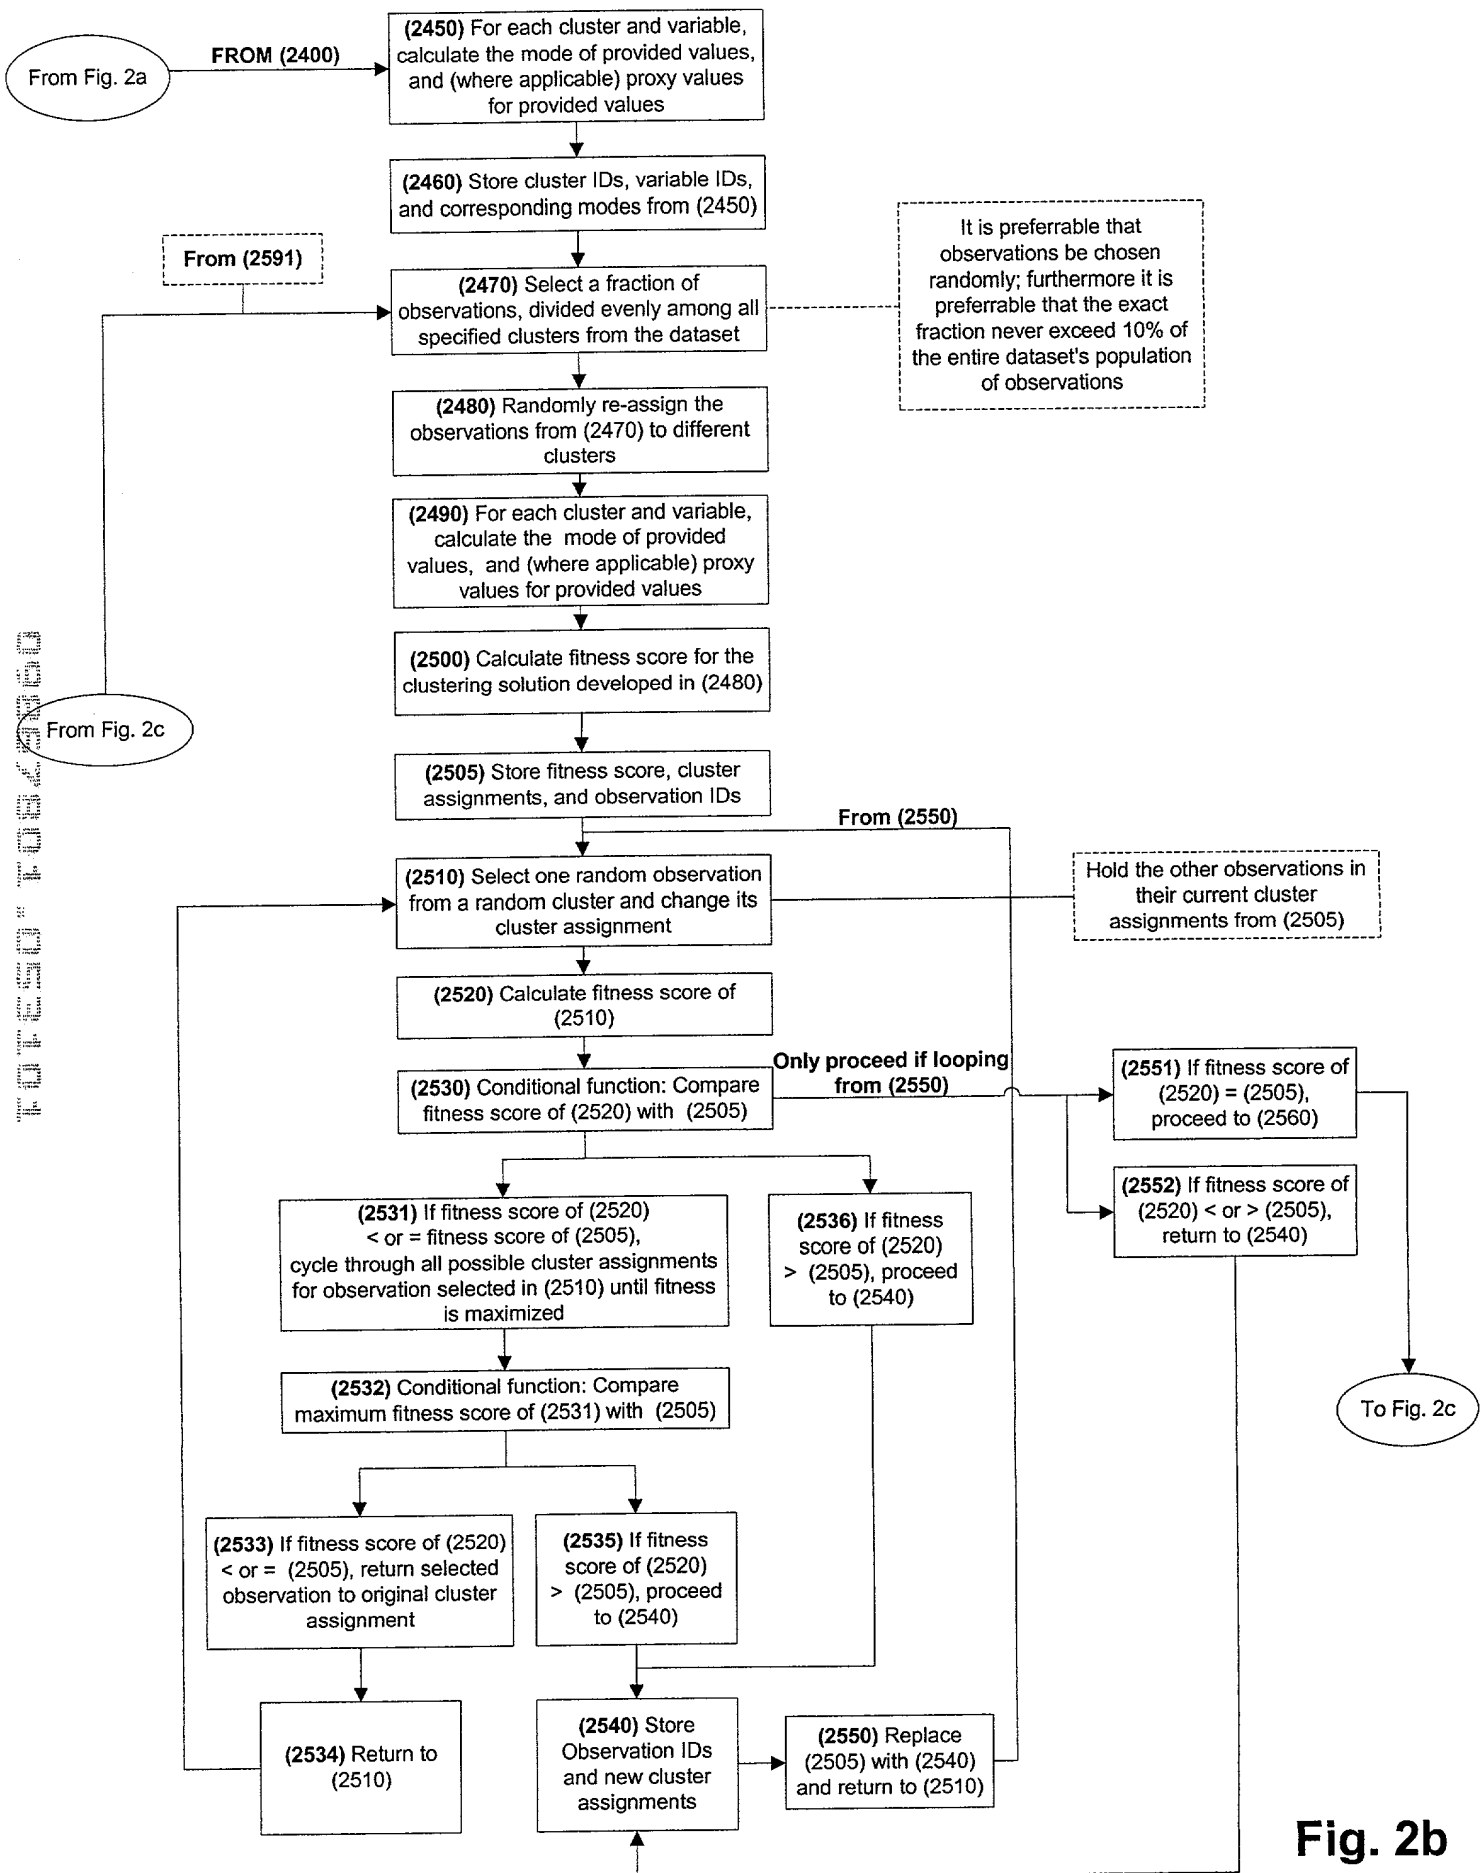 From Fig. 2a
FROM (2400)
(2450) For each cluster and variable,
calculate the mode of provided values,
and (where applicable) proxy values
for provided values
(2460) Store cluster IDs, variable IDs,
and corresponding modes from (2450)
From (2591)
(2470) Select a fraction of
observations, divided evenly among all
specified clusters from the dataset
It is preferrable that
observations be chosen
randomly; furthermore it is
preferrable that the exact
fraction never exceed 10% of
the entire dataset's population
of observations
(2480) Randomly re-assign the
observations from (2470) to different
clusters
(2490) For each cluster and variable,
calculate the mode of provided
values, and (where applicable) proxy
values for provided values
(2500) Calculate fitness score for the
clustering solution developed in (2480)
From Fig. 2c
(2505) Store fitness score, cluster
assignments, and observation IDs
From (2550)
(2510) Select one random observation
from a random cluster and change its
cluster assignment
Hold the other observations in
their current cluster
assignments from (2505)
(2520) Calculate fitness score of
(2510)
(2530) Conditional function: Compare
fitness score of (2520) with (2505)
Only proceed if looping
from (2550)
(2551) If fitness score of
(2520) = (2505),
proceed to (2560)
(2552) If fitness score of
(2520) < or > (2505),
return to (2540)
(2531) If fitness score of (2520)
< or = fitness score of (2505),
cycle through all possible cluster assignments
for observation selected in (2510) until fitness
is maximized
(2536) If fitness
score of (2520)
> (2505), proceed
to (2540)
(2532) Conditional function: Compare
maximum fitness score of (2531) with (2505)
To Fig. 2c
(2533) If fitness score of (2520)
< or = (2505), return selected
observation to original cluster
assignment
(2535) If fitness
score of (2520)
> (2505), proceed
to (2540)
(2534) Return to
(2510)
(2540) Store
Observation IDs
and new cluster
assignments
(2550) Replace
(2505) with (2540)
and return to (2510)
Fig. 2b